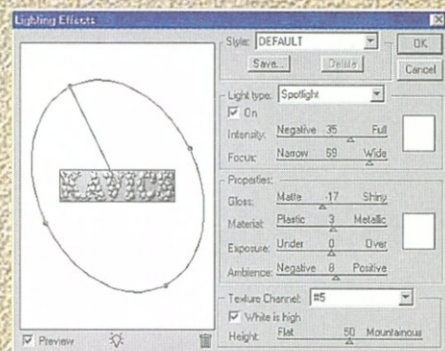 Lighting Effects
Style: DEFAULT
OK
Save... Delete
Cancel
Light type: Spotlight
On
Intensity: Negative 35 Full
Focus: Narrow 69 Wide
Properties:
Gloss: Matte -17 Shiny
Material: Plastic 3 Metallic
Exposure: Under 0 Over
Ambience: Negative 8 Positive
Texture Channel: #5
White is high
Height: Flat 50 Mountainous
KAVICS
Preview